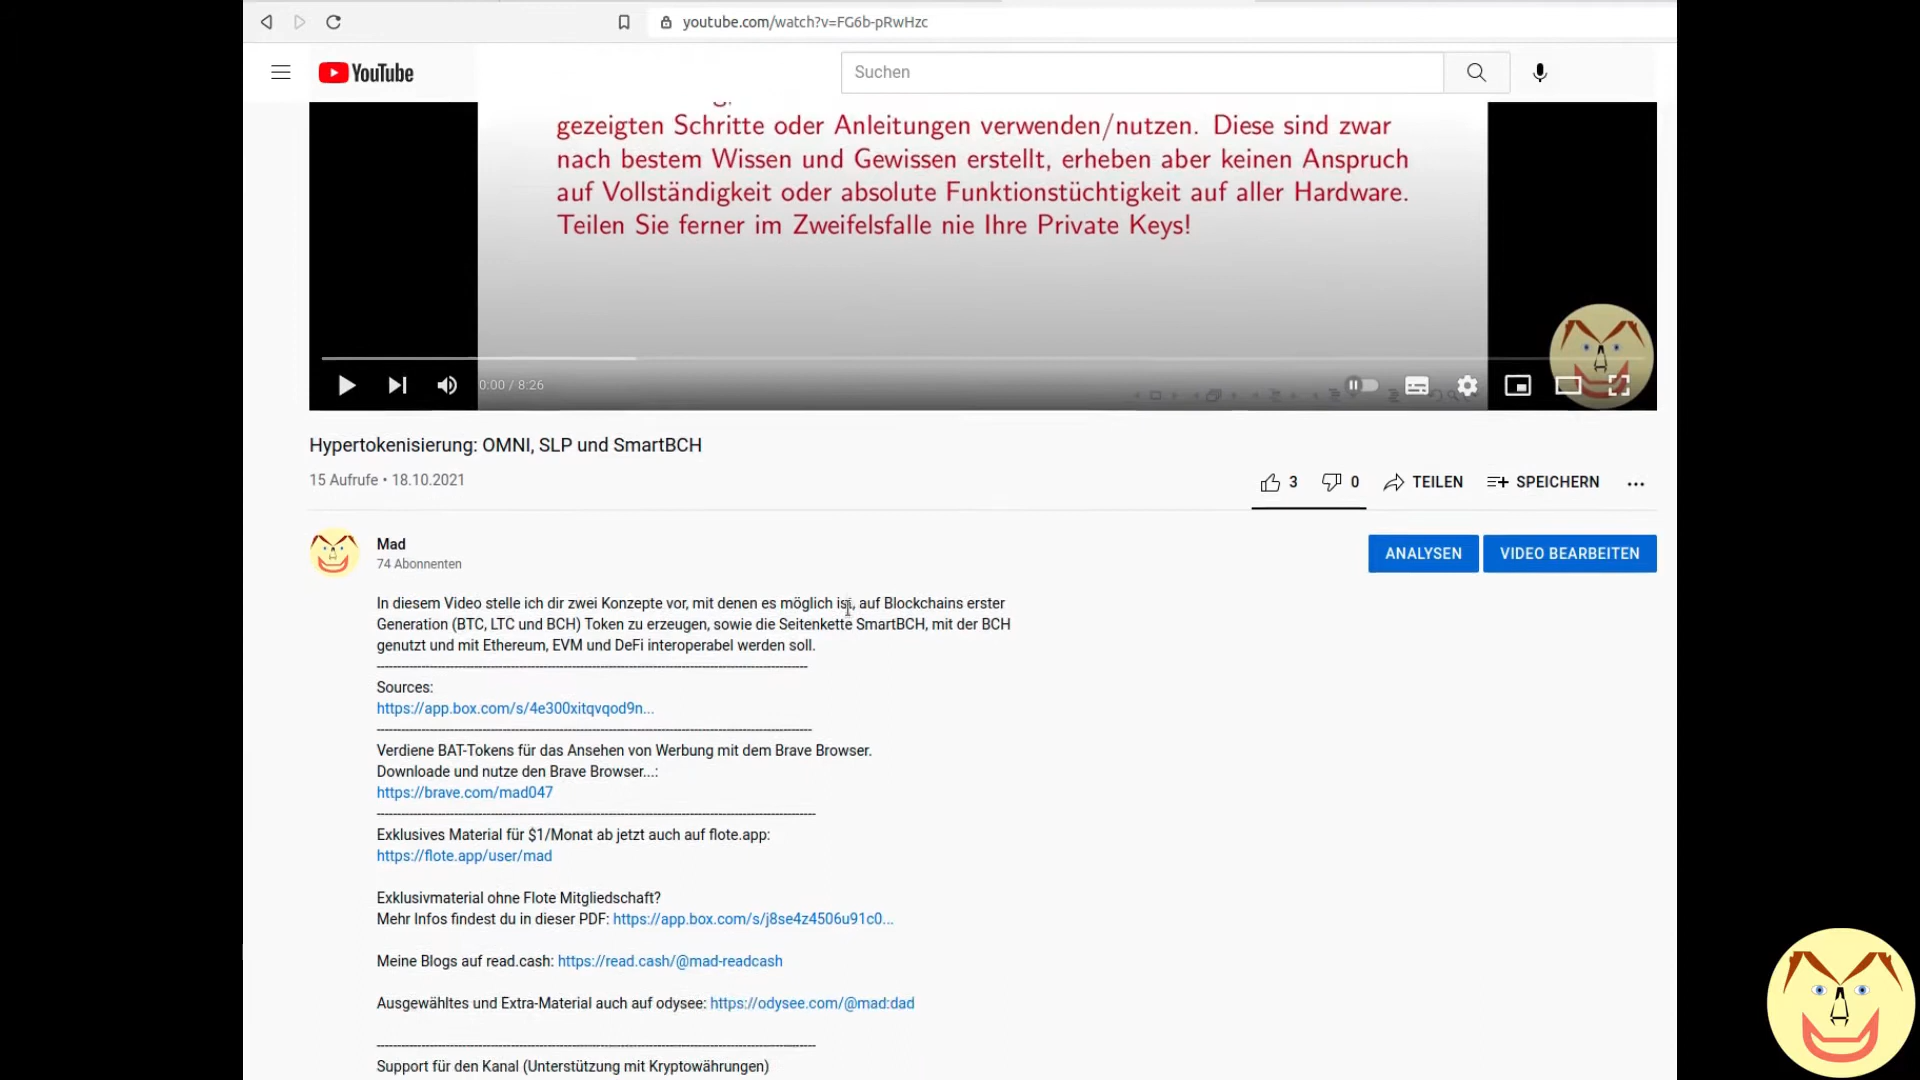 youtube.com/watch?v=FG6b-pRwHzc
YouTube
Suchen
gezeigten Schritte oder Anleitungen verwenden/nutzen. Diese sind zwar
nach bestem Wissen und Gewissen erstellt, erheben aber keinen Anspruch
auf Vollständigkeit oder absolute Funktionstüchtigkeit auf aller Hardware.
Teilen Sie ferner im Zweifelsfalle nie Ihre Private Keys!
0:00 / 8:26
Hypertokenisierung: OMNI, SLP und SmartBCH
15 Aufrufe • 18.10.2021
3 0 TEILEN SPEICHERN ...
Mad
74 Abonnenten
ANALYSEN VIDEO BEARBEITEN
In diesem Video stelle ich dir zwei Konzepte vor, mit denen es möglich ist, auf Blockchains erster
Generation (BTC, LTC und BCH) Token zu erzeugen, sowie die Seitenkette SmartBCH, mit der BCH
genutzt und mit Ethereum, EVM und DeFi interoperabel werden soll.
Sources:
https://app.box.com/s/4e300xitqvqod9n...
Verdiene BAT-Tokens für das Ansehen von Werbung mit dem Brave Browser.
Downloade und nutze den Brave Browser...:
https://brave.com/mad047
Exklusives Material für $1/Monat ab jetzt auch auf flote.app:
https://flote.app/user/mad
Exklusivmaterial ohne Flote Mitgliedschaft?
Mehr Infos findest du in dieser PDF: https://app.box.com/s/j8se4z4506u91c0...
Meine Blogs auf read.cash: https://read.cash/@mad-readcash
Ausgewähltes und Extra-Material auch auf odysee: https://odysee.com/@mad:dad
Support für den Kanal (Unterstützung mit Kryptowährungen)